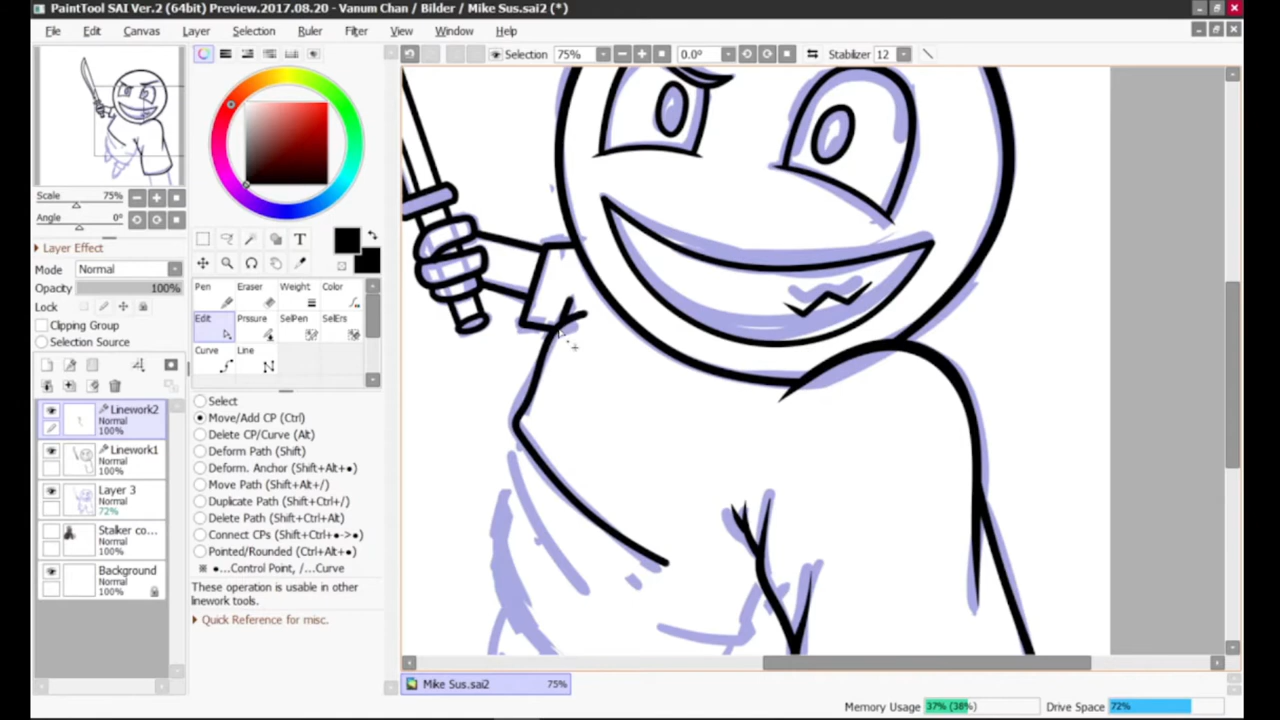 PaintTool SAI Ver.2 (64bit) Preview.2017.08.20 - Vanum Chan / Bilder / Mike Sus.sai2 (*)
File Edit Canvas Layer Selection Ruler Filter View Window Help
Selection 75% 0.0° Stabilizer 12
Scale 75%
Angle 0°
Layer Effect
Mode Normal
Opacity 100%
Lock
Clipping Group
Selection Source
Linework2
Normal
100%
Linework1
Normal
100%
Layer 3
Normal
72%
Stalker co...
Normal
100%
Background
Normal
100%
T
Pen Eraser Weight Color
Edit Prssure SelPen SelErs
Curve Line
Select
Move/Add CP (Ctrl)
Delete CP/Curve (Alt)
Deform Path (Shift)
Deform. Anchor (Shift+Alt+●)
Move Path (Shift+Alt+/)
Duplicate Path (Shift+Ctrl+/)
Delete Path (Shift+Ctrl+Alt)
Connect CPs (Shift+Ctrl+●->●)
Pointed/Rounded (Ctrl+Alt+●)
※ ●...Control Point, /...Curve
These operation is usable in other
linework tools.
Quick Reference for misc.
Mike Sus.sai2 75%
Memory Usage 37% (38%) Drive Space 72%